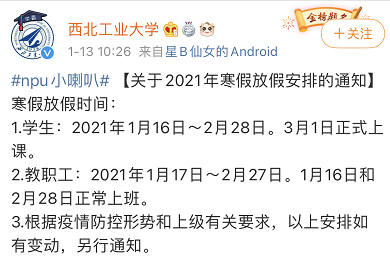 西北工业大学
金榜题名
1-13 10:26 来自星B仙女的Android
+关注
#npu小喇叭# 【关于2021年寒假放假安排的通知】
寒假放假时间：
1.学生：2021年1月16日～2月28日。3月1日正式上
课。
2.教职工：2021年1月17日～2月27日。1月16日和
2月28日正常上班。
3.根据疫情防控形势和上级有关要求，以上安排如
有变动，另行通知。